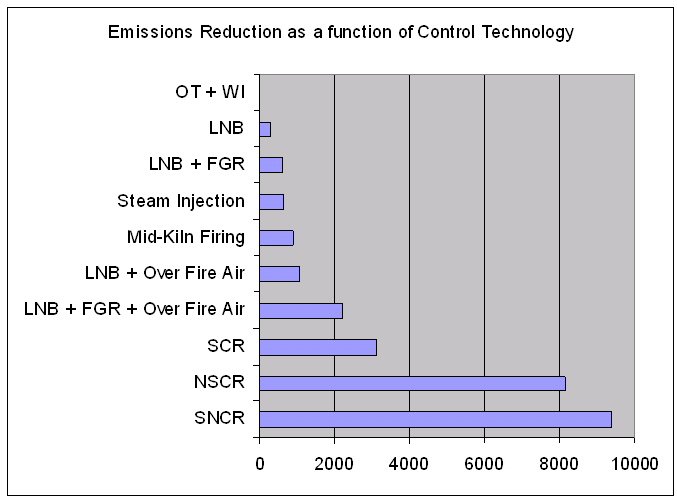 Emissions Reduction as a function of Control Technology
OT + WI
LNB
LNB + FGR
Steam Injection
Mid-Kiln Firing
LNB + Over Fire Air
LNB + FGR + Over Fire Air
SCR
NSCR
SNCR
0 2000 4000 6000 8000 10000